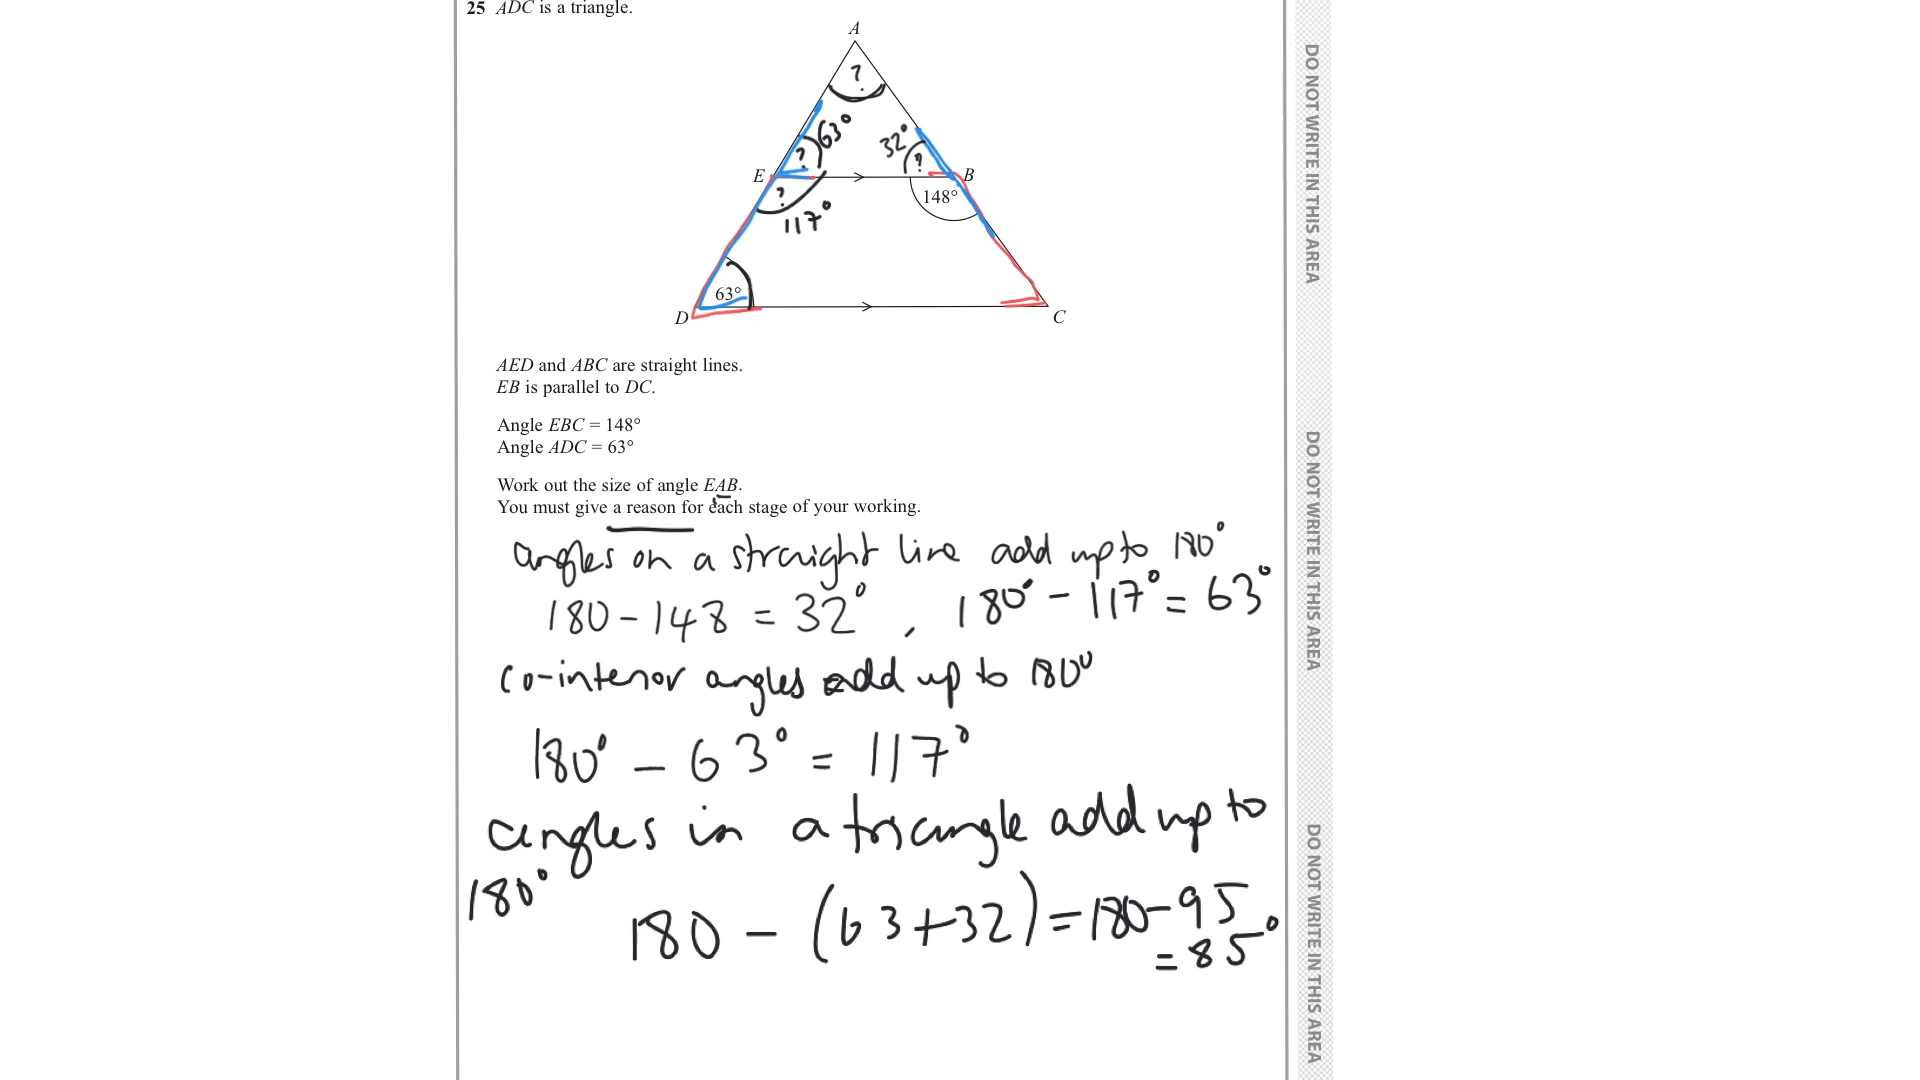 25 ADC is a triangle.
A
?
63°
32°
?
?
E
B
?
148°
117°
63°
D
C
AED and ABC are straight lines.
EB is parallel to DC.
Angle EBC = 148°
Angle ADC = 63°
Work out the size of angle EAB.
You must give a reason for each stage of your working.
angles on a straight line add up to 180°
180 - 148 = 32° , 180° - 117° = 63°
co-interior angles add up to 180°
180° - 63° = 117°
angles in a triangle add up to
180°
180 - (63+32) = 180-95
= 85°
DO NOT WRITE IN THIS AREA
DO NOT WRITE IN THIS AREA
DO NOT WRITE IN THIS AREA